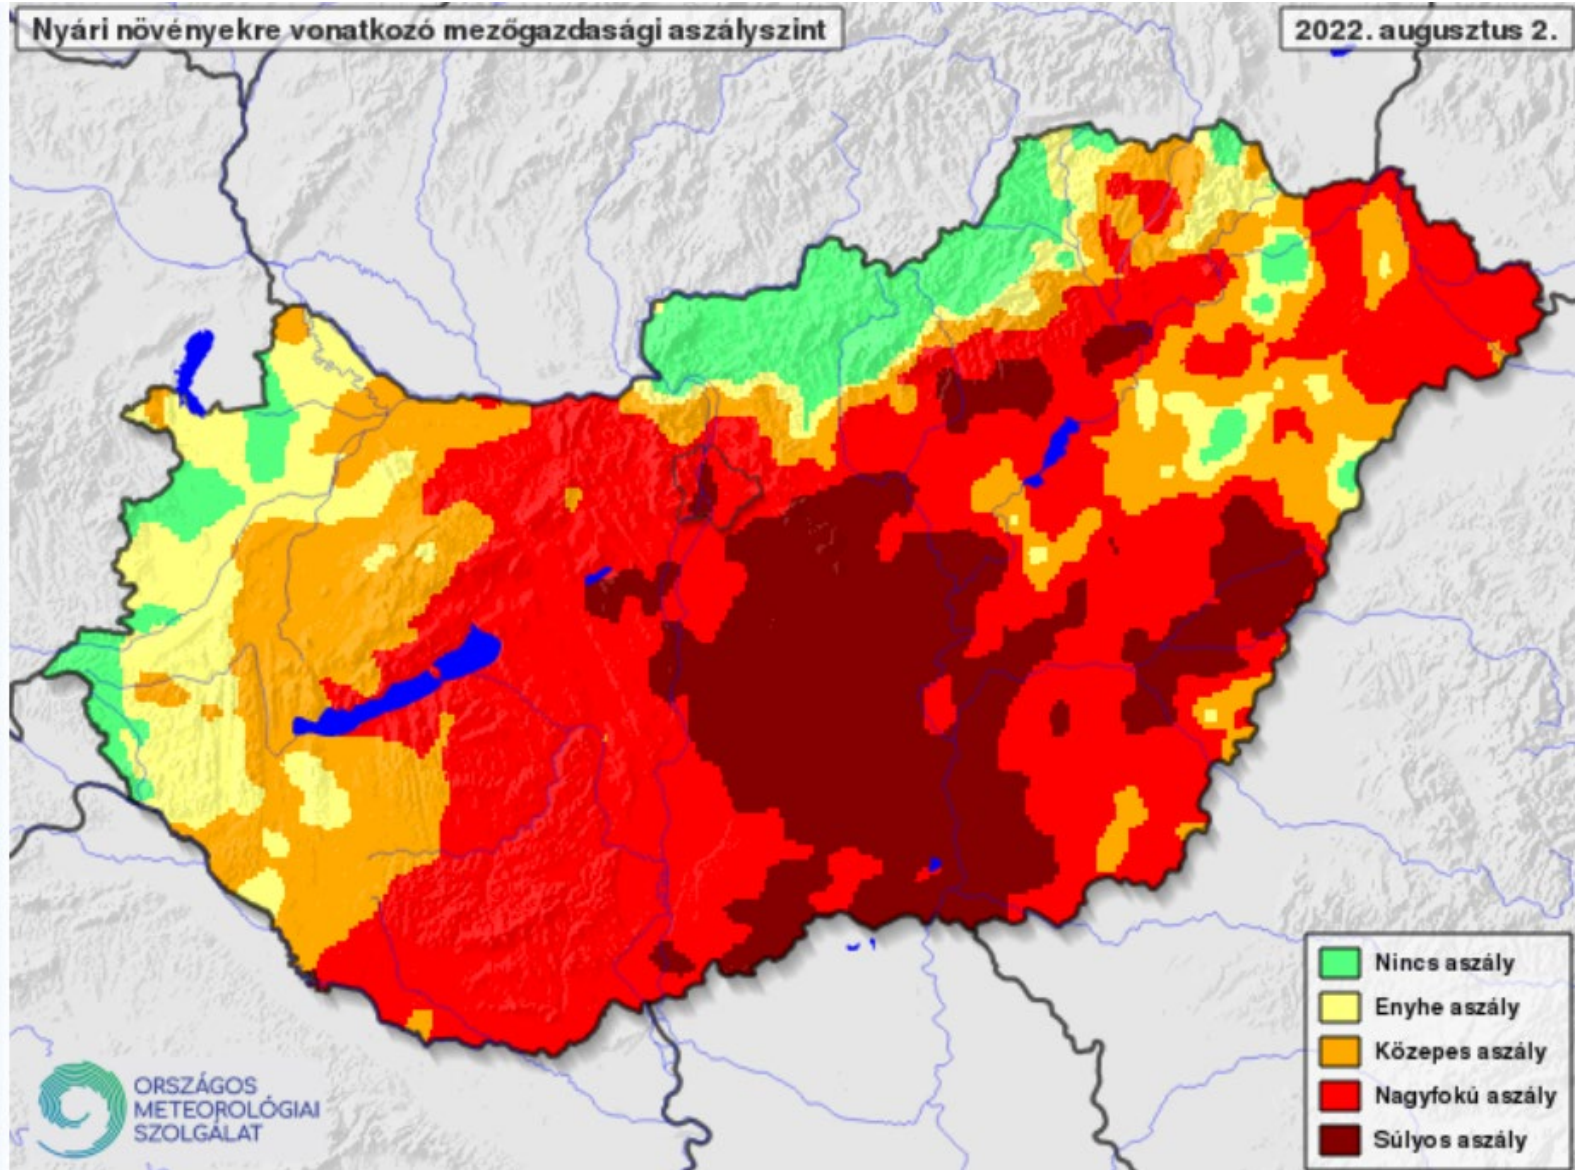 Nyári növényekre vonatkozó mezőgazdasági aszályszint
2022. augusztus 2.
Nincs aszály
Enyhe aszály
Közepes aszály
Nagyfokú aszály
Súlyos aszály
ORSZÁGOS
METEOROLÓGIAI
SZOLGÁLAT